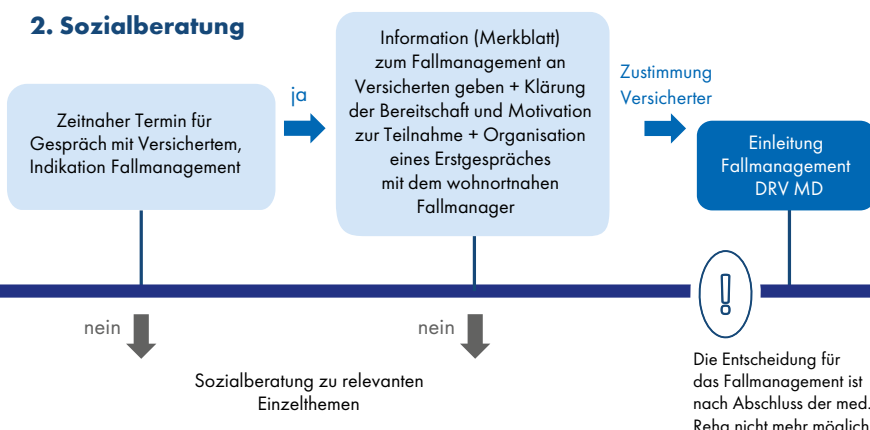 2. Sozialberatung
Zeitnaher Termin für
Gespräch mit Versichertem,
Indikation Fallmanagement
ja
Information (Merkblatt)
zum Fallmanagement an
Versicherten geben + Klärung
der Bereitschaft und Motivation
zur Teilnahme + Organisation
eines Erstgespräches
mit dem wohnortnahen
Fallmanager
Zustimmung
Versicherter
Einleitung
Fallmanagement
DRV MD
nein
nein
Sozialberatung zu relevanten
Einzelthemen
Die Entscheidung für
das Fallmanagement ist
nach Abschluss der med.
Reha nicht mehr möglich